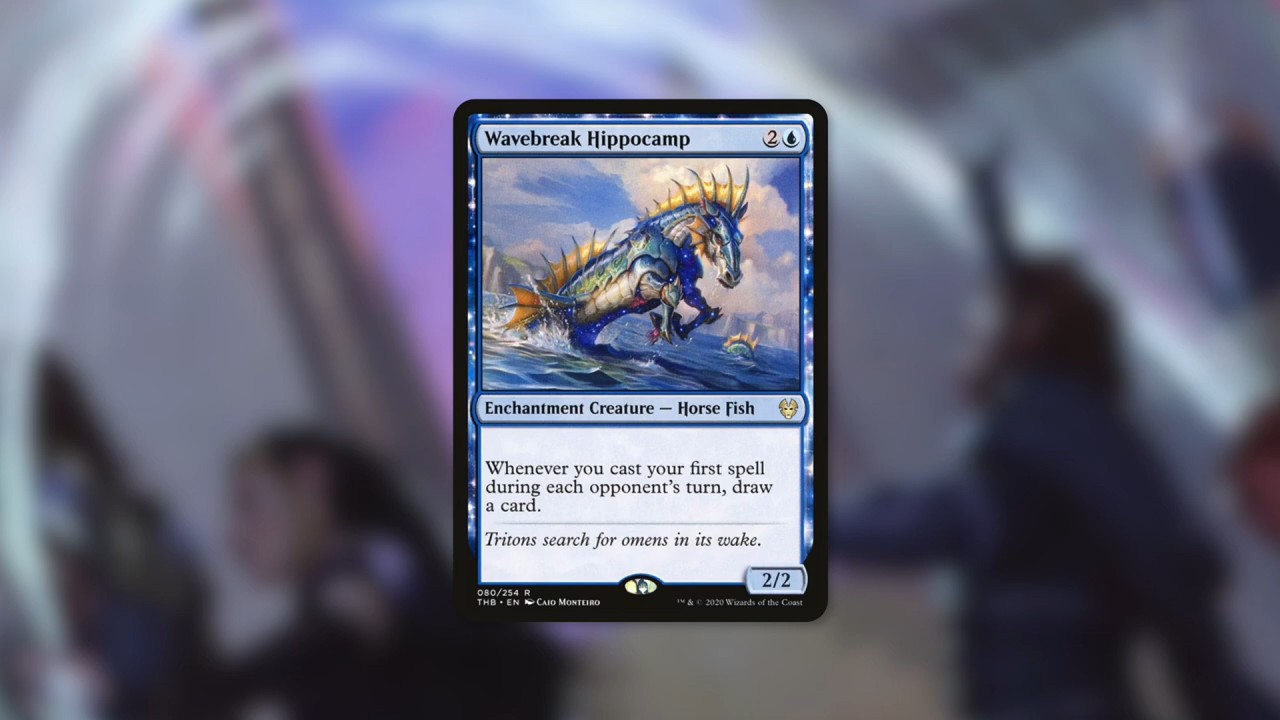 Wavebreak Hippocamp 2
Enchantment Creature — Horse Fish
Whenever you cast your first spell
during each opponent's turn, draw
a card.
Tritons search for omens in its wake.
2/2
080/254 R
THB • EN Caio Monteiro
™ & © 2020 Wizards of the Coast